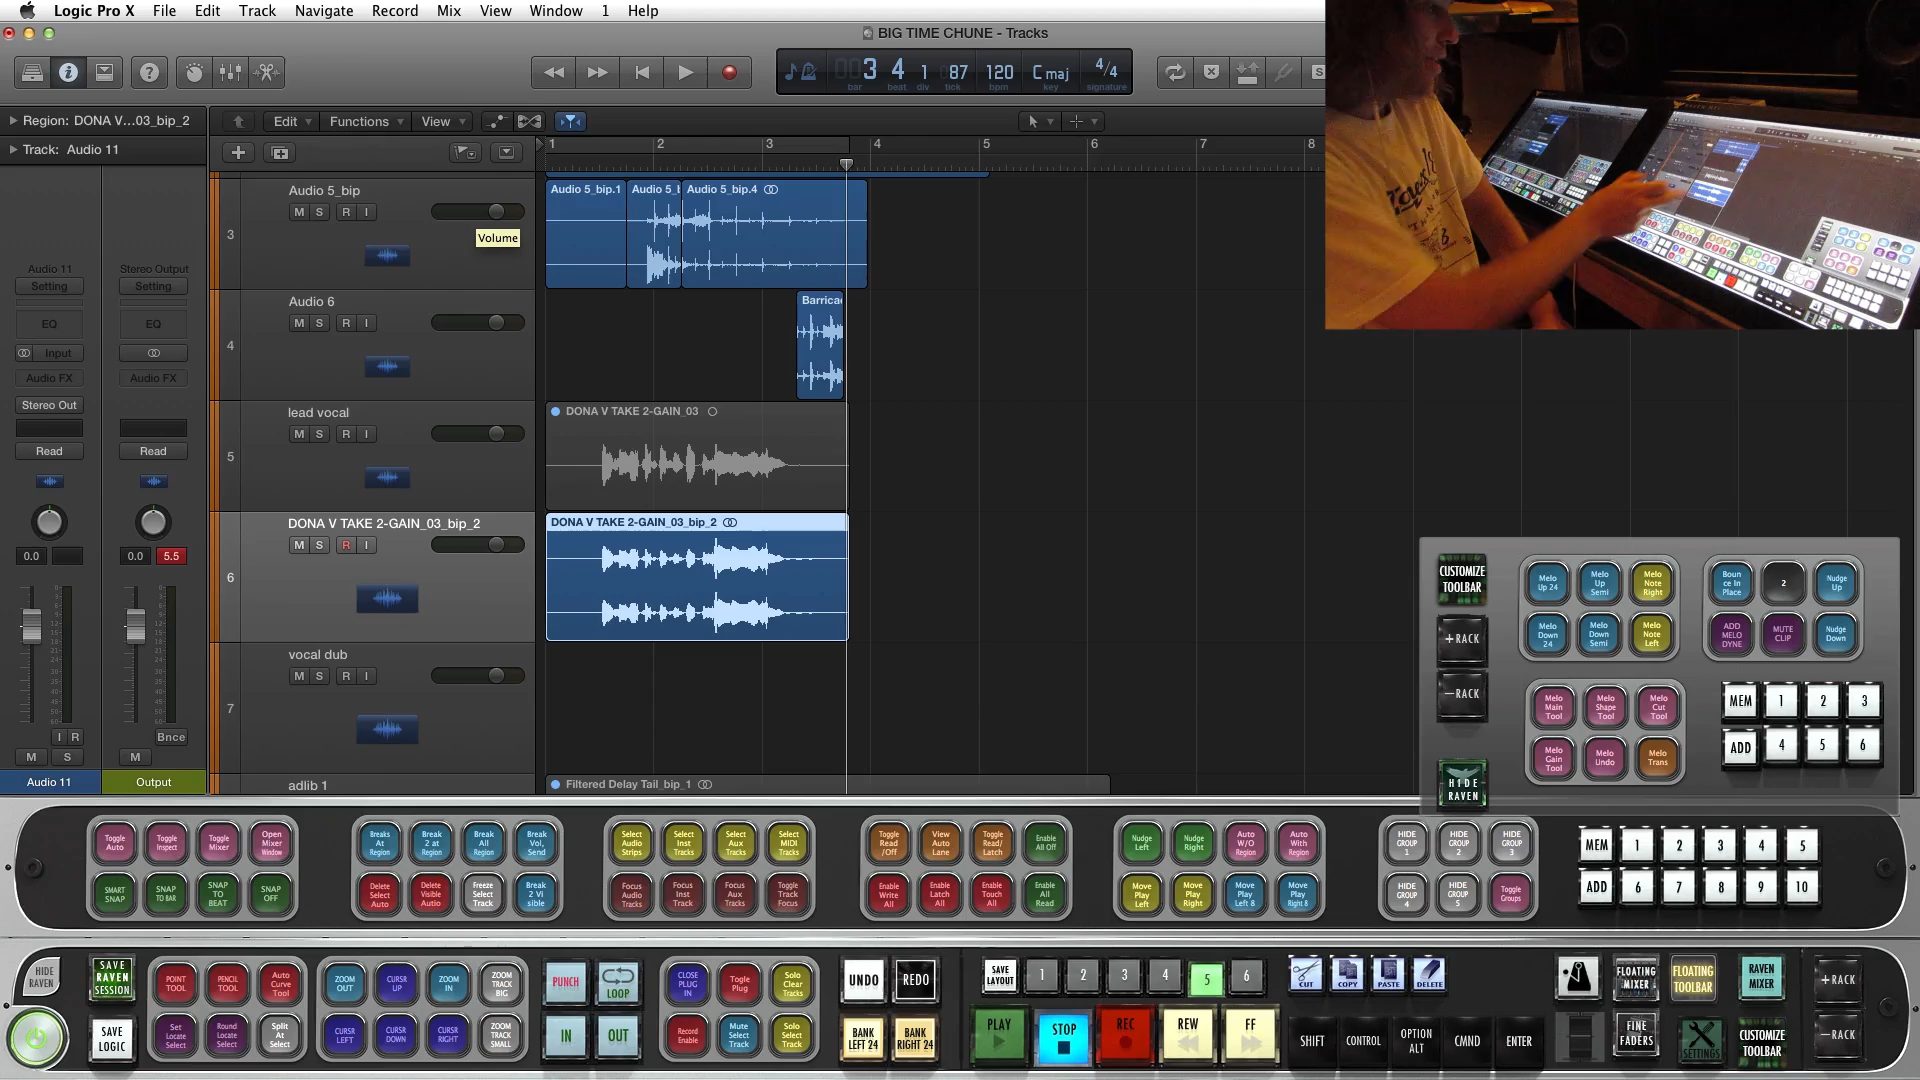 Logic Pro X File Edit Track Navigate Record Mix View Window 1 Help
BIG TIME CHUNE - Tracks
003 4 1 087 120 C maj 4/4
bar beat div tick bpm key signature
S
Region: DONA V...03_bip_2
Edit Functions View
Track: Audio 11
1 2 3 4 5 6 7 8
Audio 5_bip
M S R I
3
Volume
Audio 5_bip.1
Audio 5_b
Audio 5_bip.4
Audio 6
M S R I
4
Barricad
lead vocal
M S R I
5
DONA V TAKE 2-GAIN_03
DONA V TAKE 2-GAIN_03_bip_2
M S R I
6
DONA V TAKE 2-GAIN_03_bip_2
vocal dub
M S R I
7
adlib 1
Filtered Delay Tail_bip_1
Audio 11 Stereo Output
Setting Setting
EQ EQ
Input
Audio FX Audio FX
Stereo Out
Read Read
0.0 0.0 5.5
I R Bnce
M S M
Audio 11 Output
CUSTOMIZE TOOLBAR
+RACK
-RACK
HIDE RAVEN
Melo Up 24
Melo Up Semi
Melo Note Right
Melo Down 24
Melo Down Semi
Melo Note Left
Boun ce In Place
2
Nudge Up
ADD MELO DYNE
MUTE CLIP
Nudge Down
Melo Main Tool
Melo Shape Tool
Melo Cut Tool
Melo Gain Tool
Melo Undo
Melo Trans
MEM 1 2 3
ADD 4 5 6
Toggle Auto
Toggle Inspect
Toggle Mixer
Open Mixer Window
SMART SNAP
SNAP TO BAR
SNAP TO BEAT
SNAP OFF
Breaks At Region
Break 2 at Region
Break All Region
Break Vol, Send
Delete Select Auto
Delete Visible Autio
Freeze Select Track
Break 2 Vi sible
Select Audio Strips
Select Inst Tracks
Select Aux Tracks
Select MIDI Tracks
Focus Audio Tracks
Focus Inst Track
Focus Aux Tracks
Toggle Track Focus
Toggle Read /Off
View Auto Lane
Toggle Read/ Latch
Enable All Off
Enable Write All
Enable Latch All
Enable Touch All
Enable All Read
Nudge Left
Nudge Right
Auto W/O Region
Auto With Region
Move Play Left
Move Play Right
Move Play Left 8
Move Play Right 8
HIDE GROUP 1
HIDE GROUP 2
HIDE GROUP 3
HIDE GROUP 4
HIDE GROUP 5
Toggle Groups
MEM 1 2 3 4 5
ADD 6 7 8 9 10
HIDE RAVEN
SAVE RAVEN SESSION
SAVE LOGIC
POINT TOOL
PENCIL TOOL
Auto Curve Tool
Set Locate Select
Round Locate Select
Split At Select
ZOOM OUT
CURSR UP
ZOOM IN
ZOOM TRACK BIG
CURSR LEFT
CURSR DOWN
CURSR RIGHT
ZOOM TRACK SMALL
PUNCH
LOOP
IN
OUT
CLOSE PLUG IN
Togge Plug
Solo Clear Tracks
Record Enable
Mute Select Track
Solo Select Track
UNDO
REDO
BANK LEFT 24
BANK RIGHT 24
SAVE LAYOUT
1 2 3 4 5 6
PLAY
STOP
REC
REW
FF
CUT
COPY
PASTE
DELETE
SHIFT
CONTROL
OPTION ALT
CMND
ENTER
FLOATING MIXER
FLOATING TOOLBAR
RAVEN MIXER
FINE FADERS
SETTINGS
CUSTOMIZE TOOLBAR
+RACK
-RACK